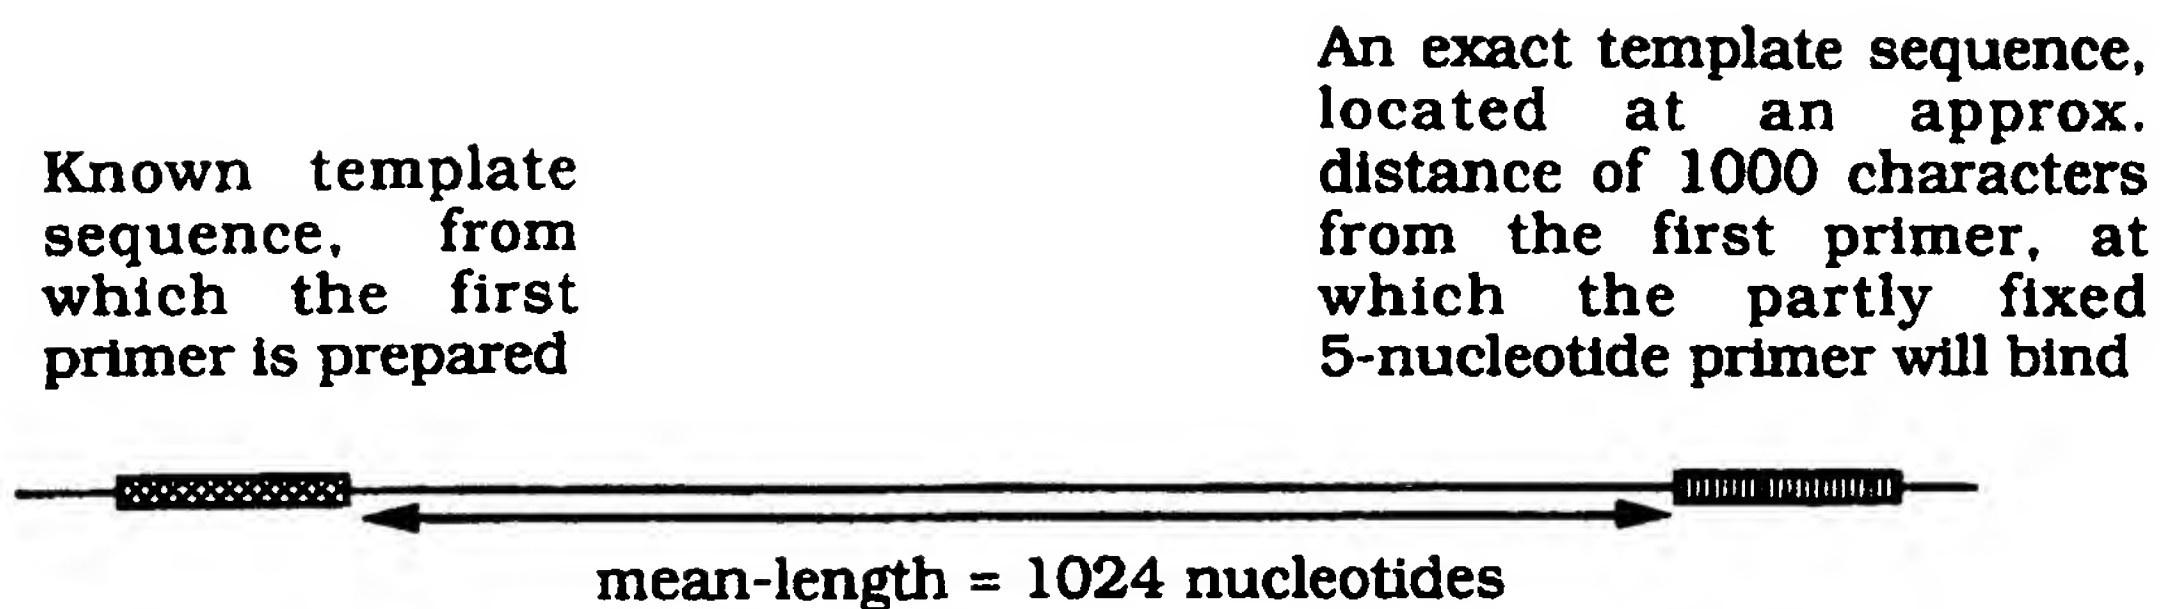 Known template
sequence, from
which the first
primer is prepared
An exact template sequence,
located at an approx.
distance of 1000 characters
from the first primer, at
which the partly fixed
5-nucleotide primer will bind
mean-length = 1024 nucleotides